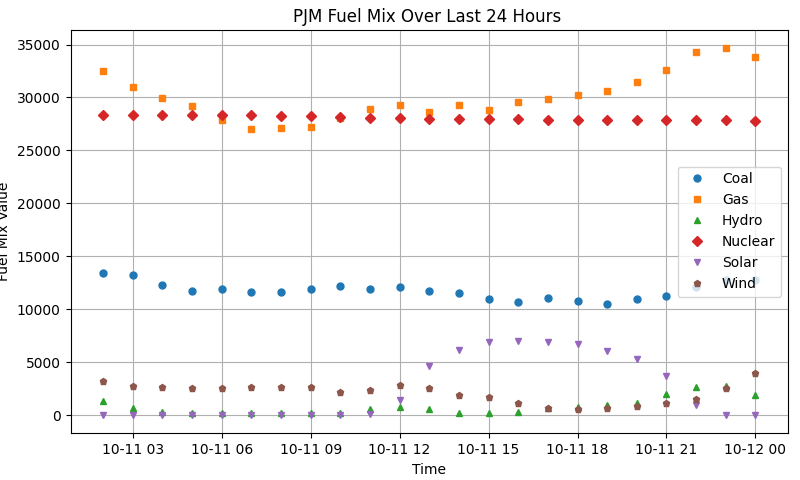 PJM Fuel Mix Over Last 24 Hours
Fuel Mix Value
35000
30000
25000
20000
15000
10000
5000
0
Coal
Gas
Hydro
Nuclear
Solar
Wind
10-11 03 10-11 06 10-11 09 10-11 12 10-11 15 10-11 18 10-11 21 10-12 00
Time